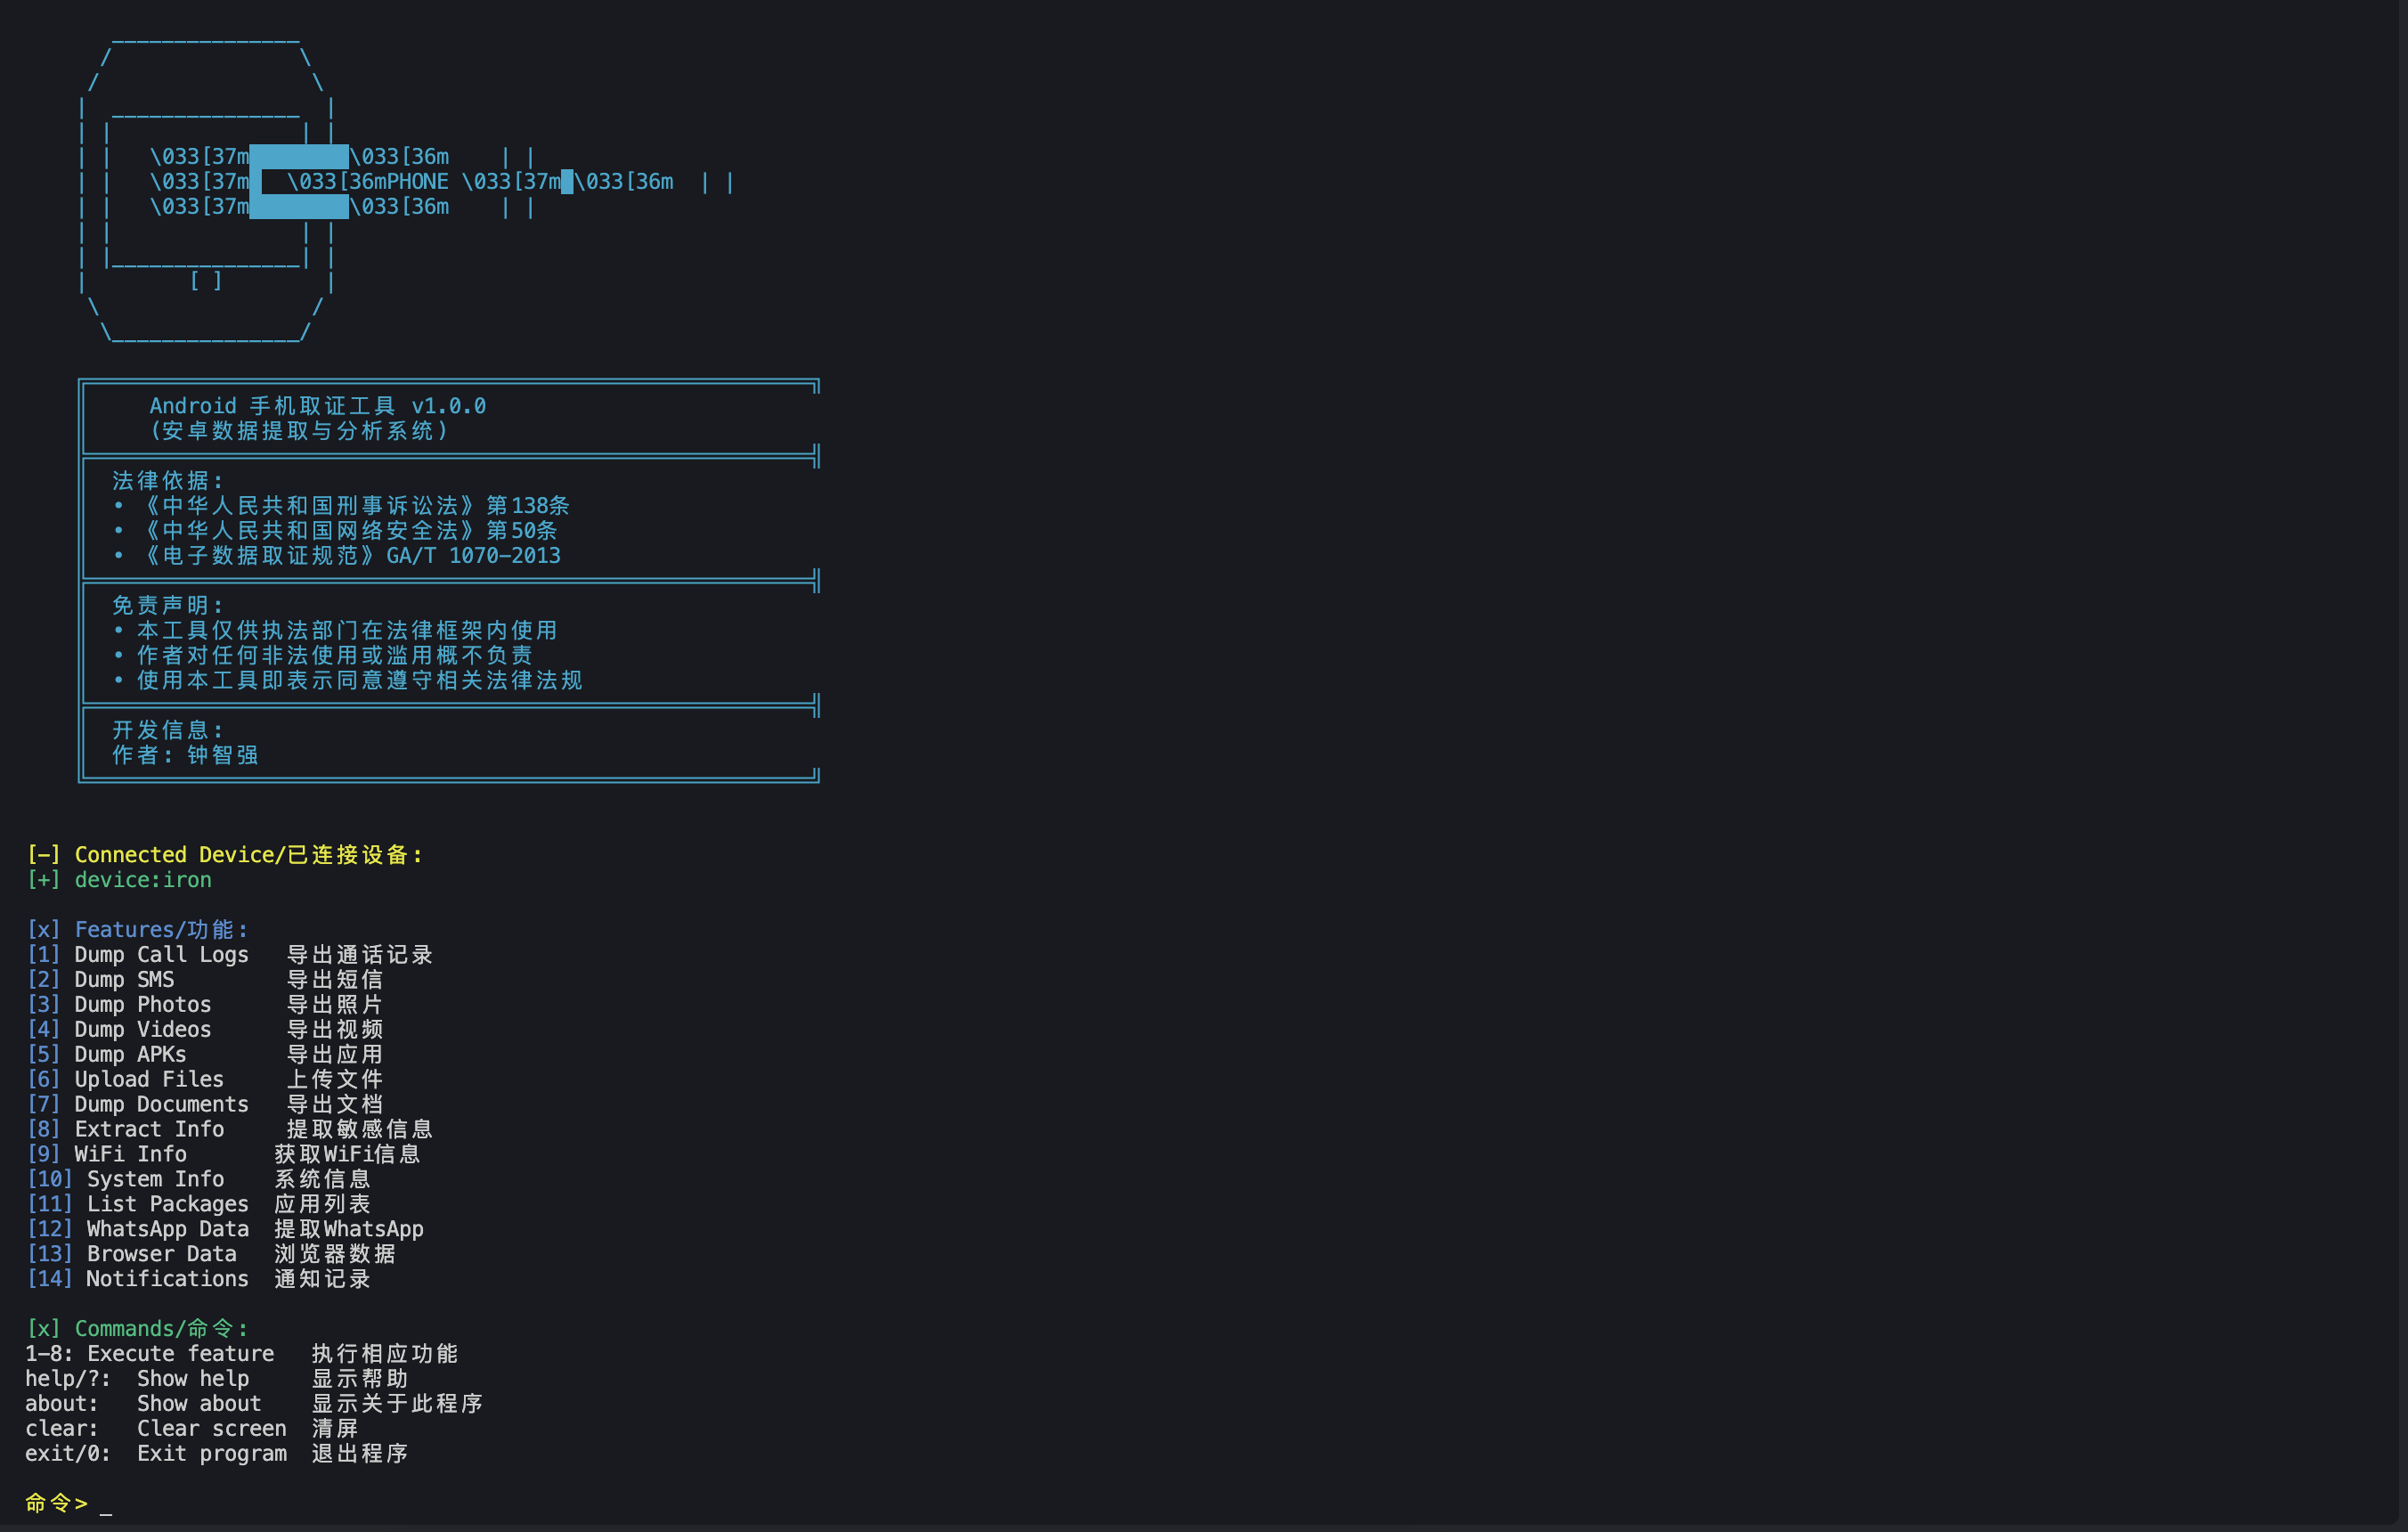 \033[37m████████\033[36m    | |
\033[37m█  \033[36mPHONE \033[37m█\033[36m  | |
\033[37m████████\033[36m    | |
[ ]
Android 手机取证工具 v1.0.0
(安卓数据提取与分析系统)
法律依据:
• 《中华人民共和国刑事诉讼法》第138条
• 《中华人民共和国网络安全法》第50条
• 《电子数据取证规范》GA/T 1070-2013
免责声明:
• 本工具仅供执法部门在法律框架内使用
• 作者对任何非法使用或滥用概不负责
• 使用本工具即表示同意遵守相关法律法规
开发信息:
作者: 钟智强
[-] Connected Device/已连接设备:
[+] device:iron
[x] Features/功能:
[1] Dump Call Logs   导出通话记录
[2] Dump SMS         导出短信
[3] Dump Photos      导出照片
[4] Dump Videos      导出视频
[5] Dump APKs        导出应用
[6] Upload Files     上传文件
[7] Dump Documents   导出文档
[8] Extract Info     提取敏感信息
[9] WiFi Info       获取WiFi信息
[10] System Info    系统信息
[11] List Packages  应用列表
[12] WhatsApp Data  提取WhatsApp
[13] Browser Data   浏览器数据
[14] Notifications  通知记录
[x] Commands/命令:
1-8: Execute feature   执行相应功能
help/?:  Show help     显示帮助
about:   Show about    显示关于此程序
clear:   Clear screen  清屏
exit/0:  Exit program  退出程序
命令> _